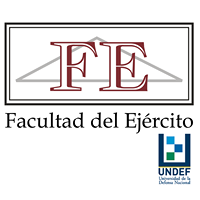 FE
Facultad del Ejército
UNDEF
Universidad de la
Defensa Nacional